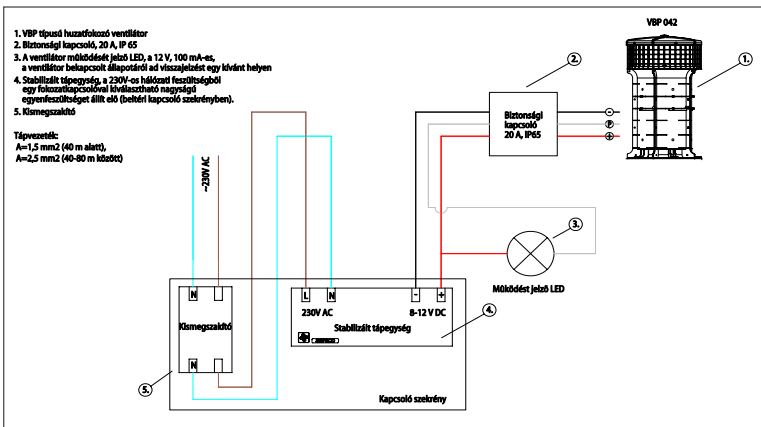 1. VBP típusú huzatfokozó ventilátor
2. Biztonsági kapcsoló, 20 A, IP 65
3. A ventilátor működését jelző LED, a 12 V, 100 mA-es,
a ventilátor bekapcsolt állapotáról ad visszajelzést egy kívánt helyen
4. Stabilizált tápegység, a 230V-os hálózati feszültségből
egy fokozatkapcsolóval kiválasztható nagyságú
egyenfeszültséget állít elő (beltéri kapcsoló szekrényben).
5. Kismegszakító
Tápvezeték:
A=1,5 mm2 (40 m alatt),
A=2,5 mm2 (40-80 m között)
~230V AC
VBP 042
1.
2.
Biztonsági
kapcsoló
20 A, IP65
-
P
+
3.
Működést jelző LED
N
Kismegszakító
N
L
N
-
+
230V AC
8-12 V DC
Stabilizált tápegység
4.
5.
Kapcsoló szekrény